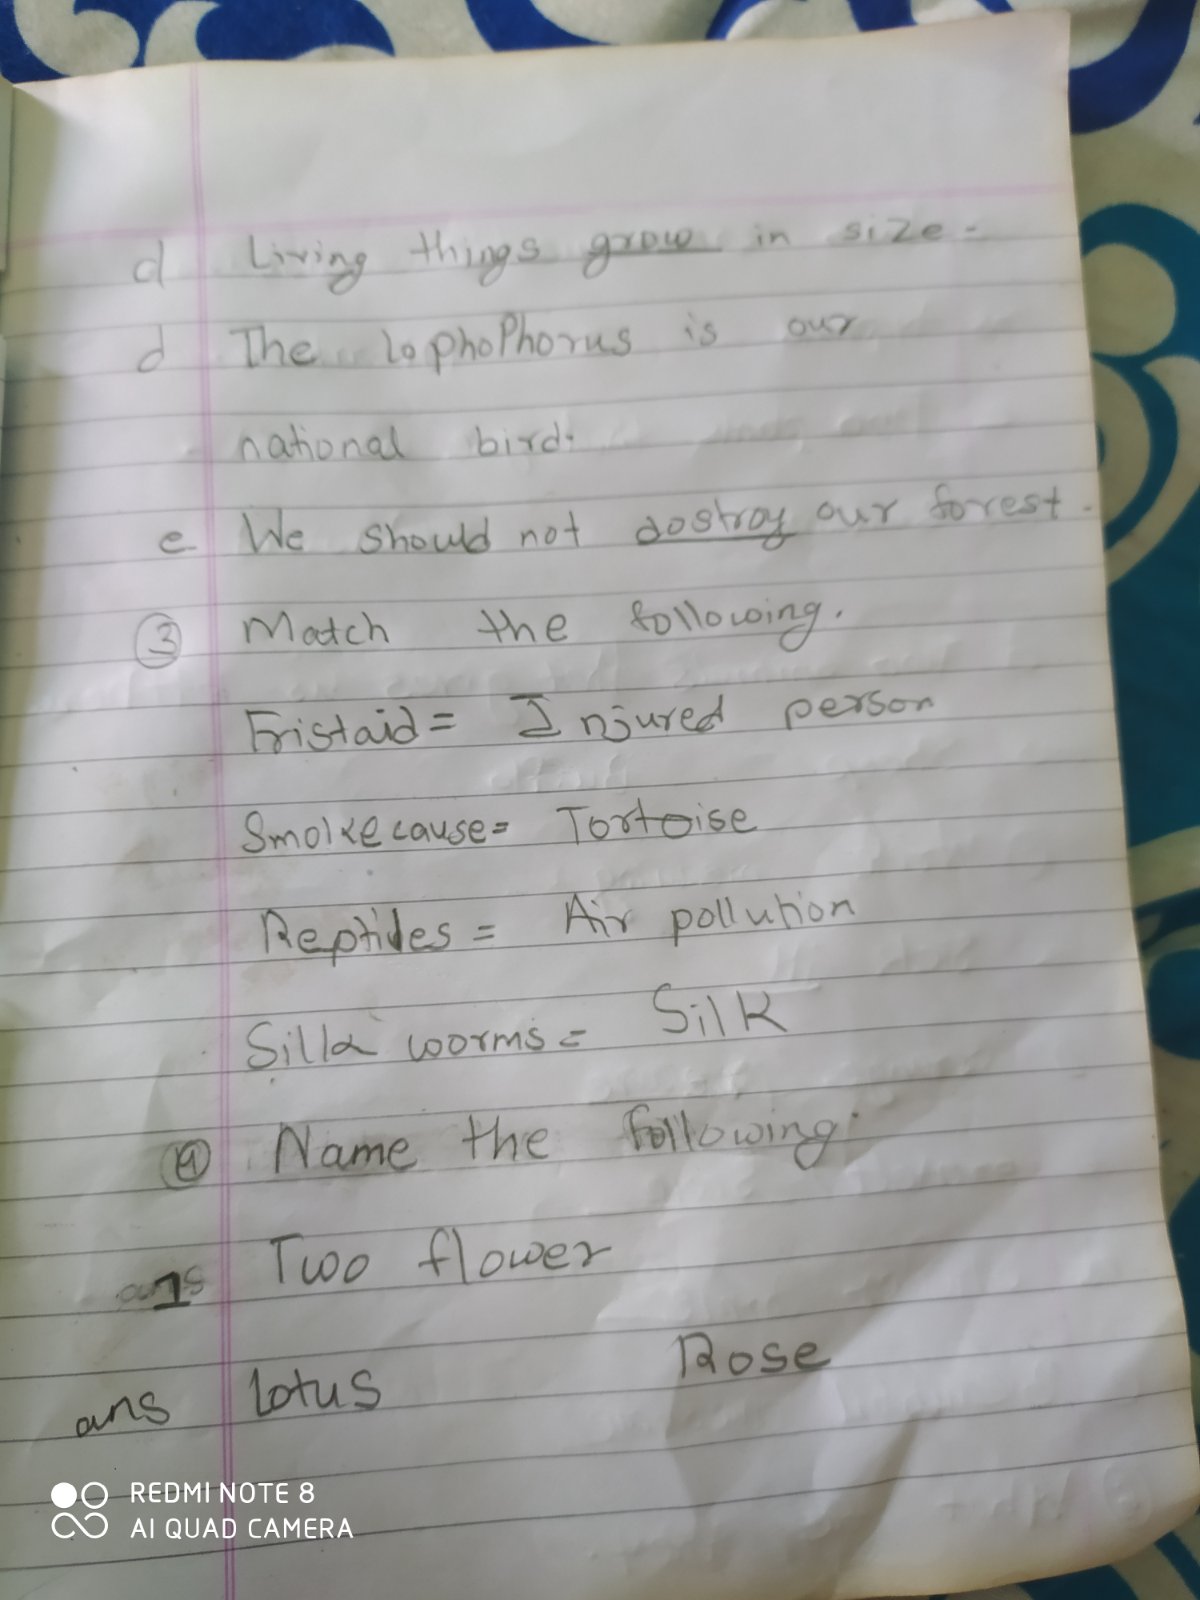 d Living things grow in size.
d The lophoPhorus is our
national bird.
e We should not dostroy our forest.
3 Match the following.
Fristaid = Injured person
Smoke cause = Tortoise
Reptides = Air pollution
Silk worms = Silk
4 Name the following.
1 Two flower
ans lotus Rose
REDMI NOTE 8
AI QUAD CAMERA